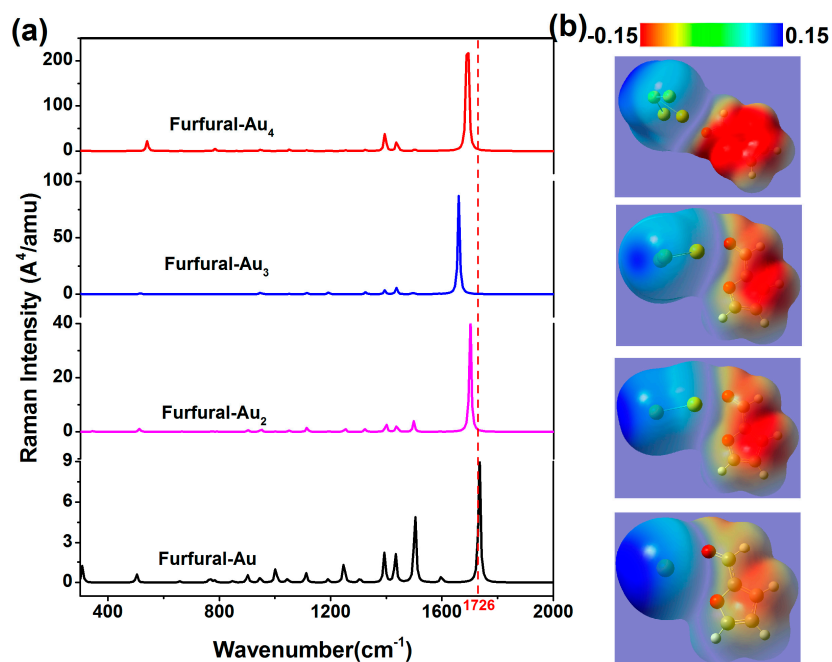 (a)
Raman Intensity (A⁴/amu)
200
100
0
Furfural-Au₄
100
50
0
Furfural-Au₃
40
20
0
Furfural-Au₂
9
6
3
0
Furfural-Au
400
800
1200
1600
2000
1726
Wavenumber(cm⁻¹)
(b)
-0.15
0.15